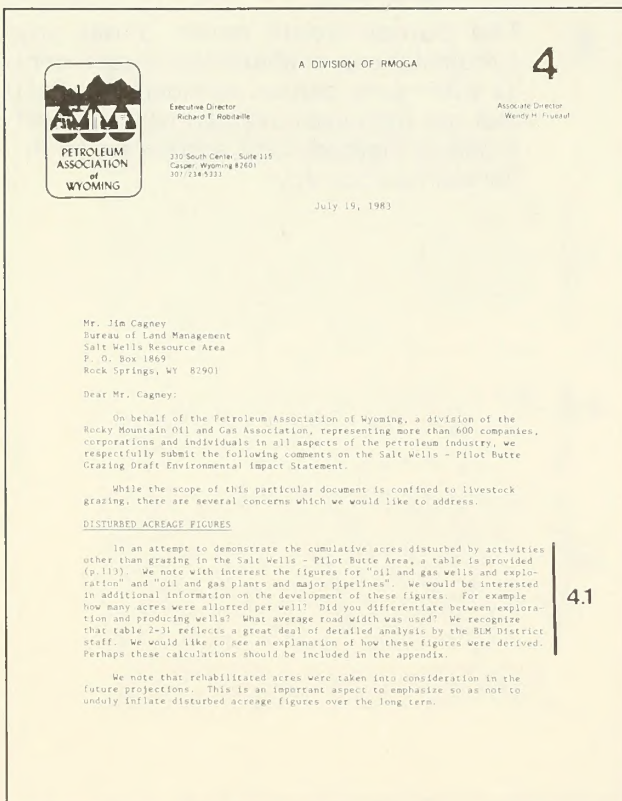 A DIVISION OF RMOGA
4
Executive Director
Richard T. Robitaille
Associate Director
Wendy H. Frueauf
PETROLEUM
ASSOCIATION
of
WYOMING
330 South Center, Suite 115
Casper, Wyoming 82601
307/234-5333
July 19, 1983
Mr. Jim Cagney
Bureau of Land Management
Salt Wells Resource Area
P. O. Box 1869
Rock Springs, WY 82901
Dear Mr. Cagney:
On behalf of the Petroleum Association of Wyoming, a division of the
Rocky Mountain Oil and Gas Association, representing more than 600 companies,
corporations and individuals in all aspects of the petroleum industry, we
respectfully submit the following comments on the Salt Wells - Pilot Butte
Grazing Draft Environmental Impact Statement.
While the scope of this particular document is confined to livestock
grazing, there are several concerns which we would like to address.
DISTURBED ACREAGE FIGURES
In an attempt to demonstrate the cumulative acres disturbed by activities
other than grazing in the Salt Wells - Pilot Butte Area, a table is provided
(p.113). We note with interest the figures for "oil and gas wells and explo-
ration" and "oil and gas plants and major pipelines". We would be interested
in additional information on the development of these figures. For example
how many acres were allotted per well? Did you differentiate between explora-
tion and producing wells? What average road width was used? We recognize
that table 2-31 reflects a great deal of detailed analysis by the BLM District
staff. We would like to see an explanation of how these figures were derived.
Perhaps these calculations should be included in the appendix.
4.1
We note that rehabilitated acres were taken into consideration in the
future projections. This is an important aspect to emphasize so as not to
unduly inflate disturbed acreage figures over the long term.